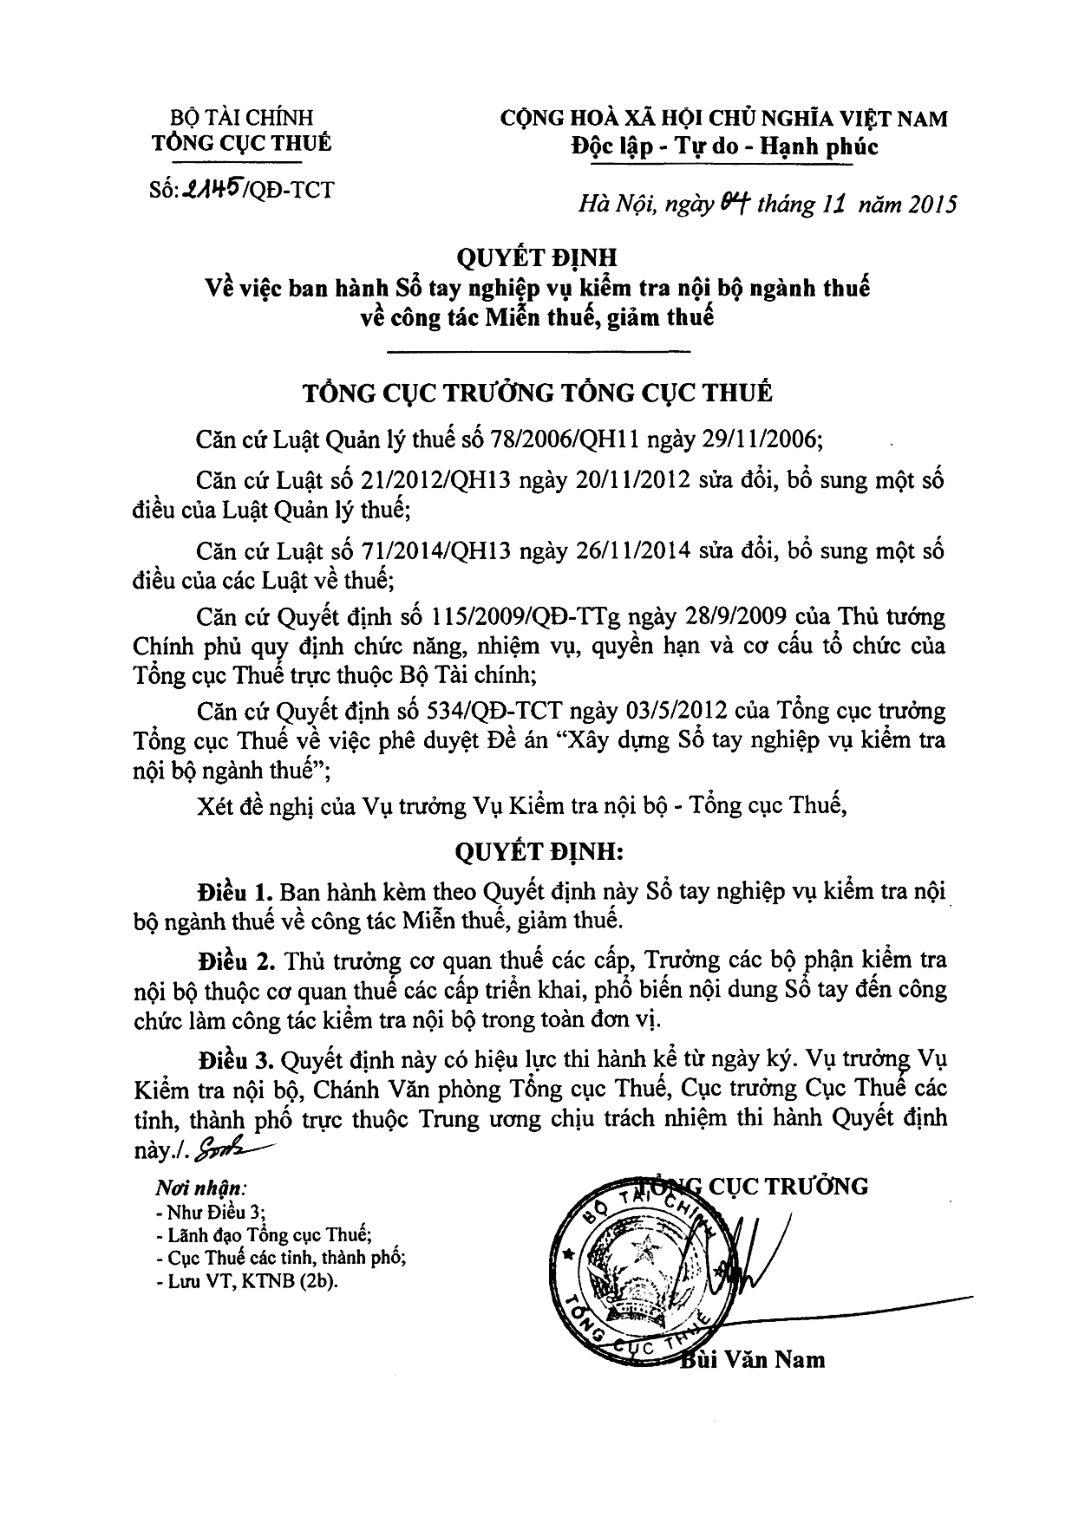 BỘ TÀI CHÍNH
TỔNG CỤC THUẾ
Số: 2145/QĐ-TCT
CỘNG HOÀ XÃ HỘI CHỦ NGHĨA VIỆT NAM
Độc lập - Tự do - Hạnh phúc
Hà Nội, ngày 04 tháng 11 năm 2015
QUYẾT ĐỊNH
Về việc ban hành Sổ tay nghiệp vụ kiểm tra nội bộ ngành thuế
về công tác Miễn thuế, giảm thuế
TỔNG CỤC TRƯỞNG TỔNG CỤC THUẾ
Căn cứ Luật Quản lý thuế số 78/2006/QH11 ngày 29/11/2006;
Căn cứ Luật số 21/2012/QH13 ngày 20/11/2012 sửa đổi, bổ sung một số
điều của Luật Quản lý thuế;
Căn cứ Luật số 71/2014/QH13 ngày 26/11/2014 sửa đổi, bổ sung một số
điều của các Luật về thuế;
Căn cứ Quyết định số 115/2009/QĐ-TTg ngày 28/9/2009 của Thủ tướng
Chính phủ quy định chức năng, nhiệm vụ, quyền hạn và cơ cấu tổ chức của
Tổng cục Thuế trực thuộc Bộ Tài chính;
Căn cứ Quyết định số 534/QĐ-TCT ngày 03/5/2012 của Tổng cục trưởng
Tổng cục Thuế về việc phê duyệt Đề án “Xây dựng Sổ tay nghiệp vụ kiểm tra
nội bộ ngành thuế”;
Xét đề nghị của Vụ trưởng Vụ Kiểm tra nội bộ - Tổng cục Thuế,
QUYẾT ĐỊNH:
Điều 1. Ban hành kèm theo Quyết định này Sổ tay nghiệp vụ kiểm tra nội
bộ ngành thuế về công tác Miễn thuế, giảm thuế.
Điều 2. Thủ trưởng cơ quan thuế các cấp, Trưởng các bộ phận kiểm tra
nội bộ thuộc cơ quan thuế các cấp triển khai, phổ biến nội dung Sổ tay đến công
chức làm công tác kiểm tra nội bộ trong toàn đơn vị.
Điều 3. Quyết định này có hiệu lực thi hành kể từ ngày ký. Vụ trưởng Vụ
Kiểm tra nội bộ, Chánh Văn phòng Tổng cục Thuế, Cục trưởng Cục Thuế các
tỉnh, thành phố trực thuộc Trung ương chịu trách nhiệm thi hành Quyết định
này./.
Nơi nhận:
- Như Điều 3;
- Lãnh đạo Tổng cục Thuế;
- Cục Thuế các tỉnh, thành phố;
- Lưu VT, KTNB (2b).
TỔNG CỤC TRƯỞNG
BỘ TÀI CHÍNH
TỔNG CỤC THUẾ
Bùi Văn Nam